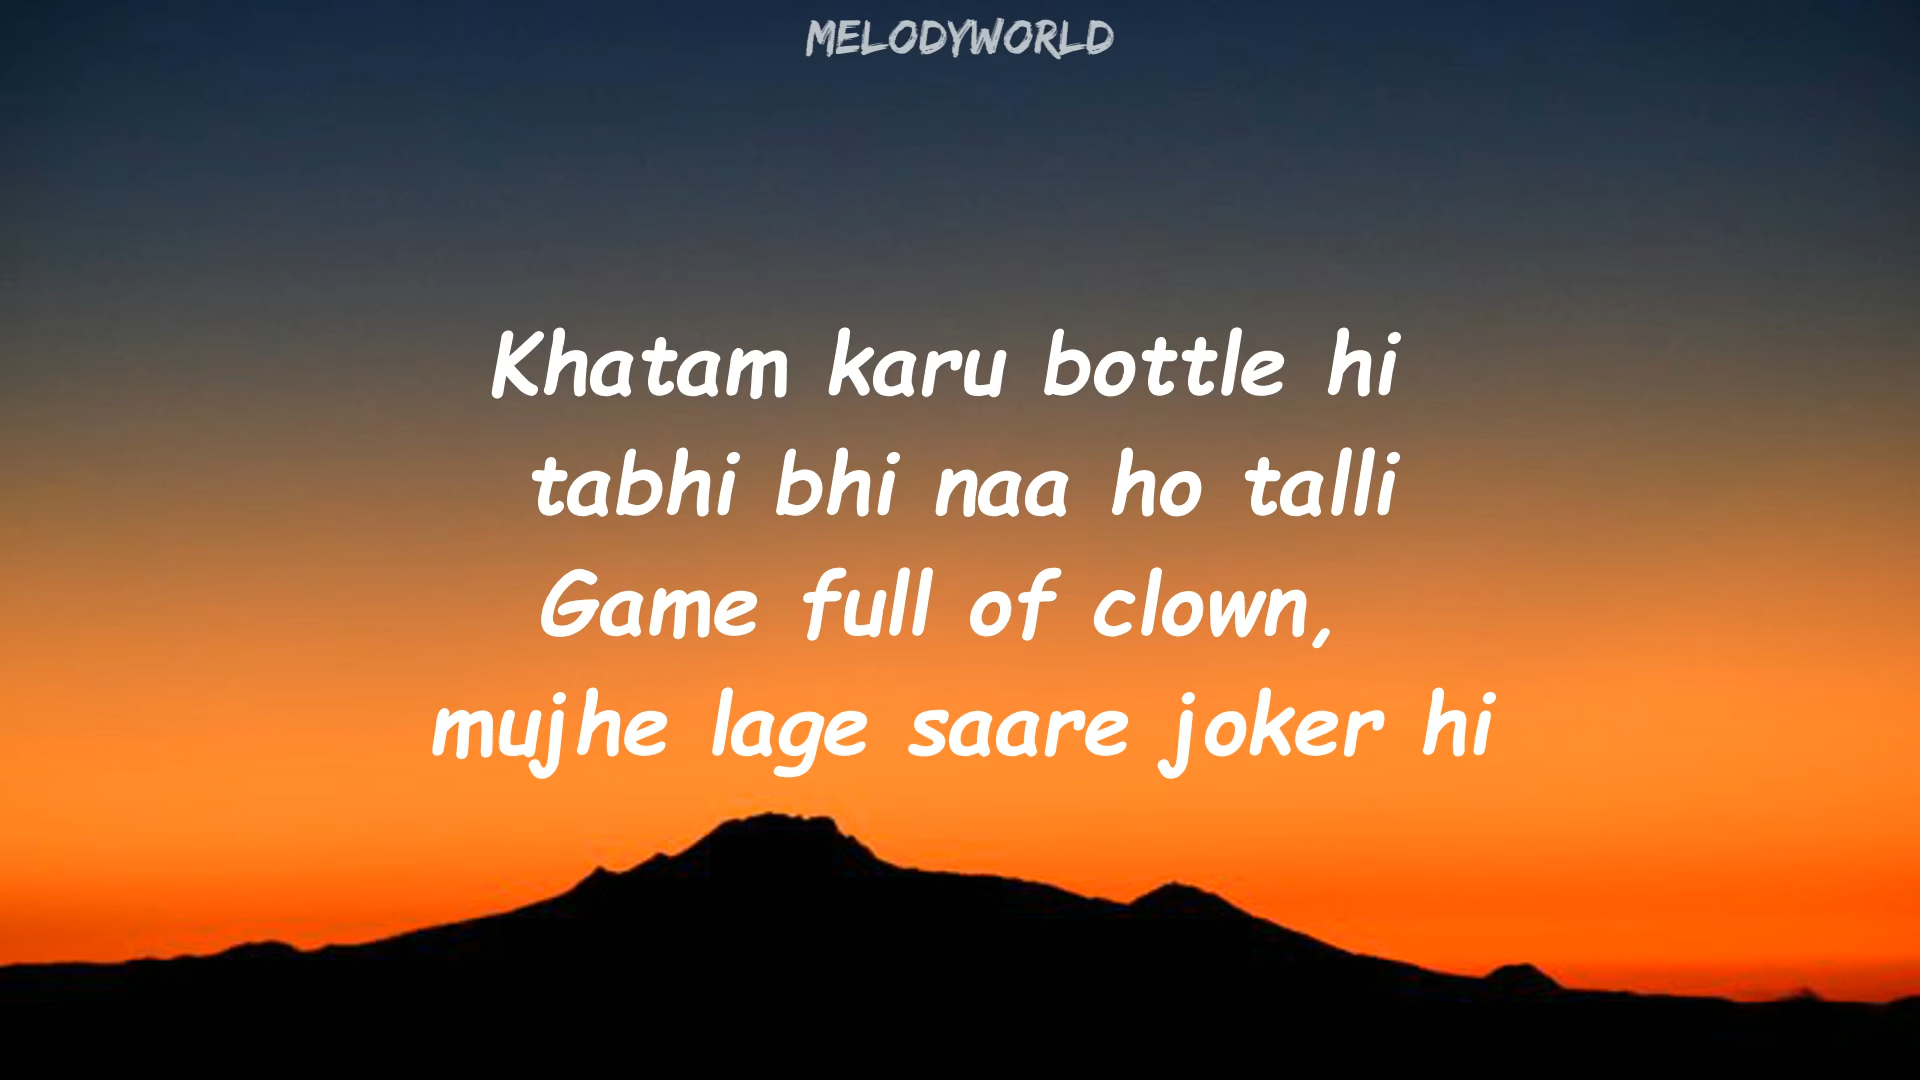 MELODYWORLD
Khatam karu bottle hi
tabhi bhi naa ho talli
Game full of clown,
mujhe lage saare joker hi